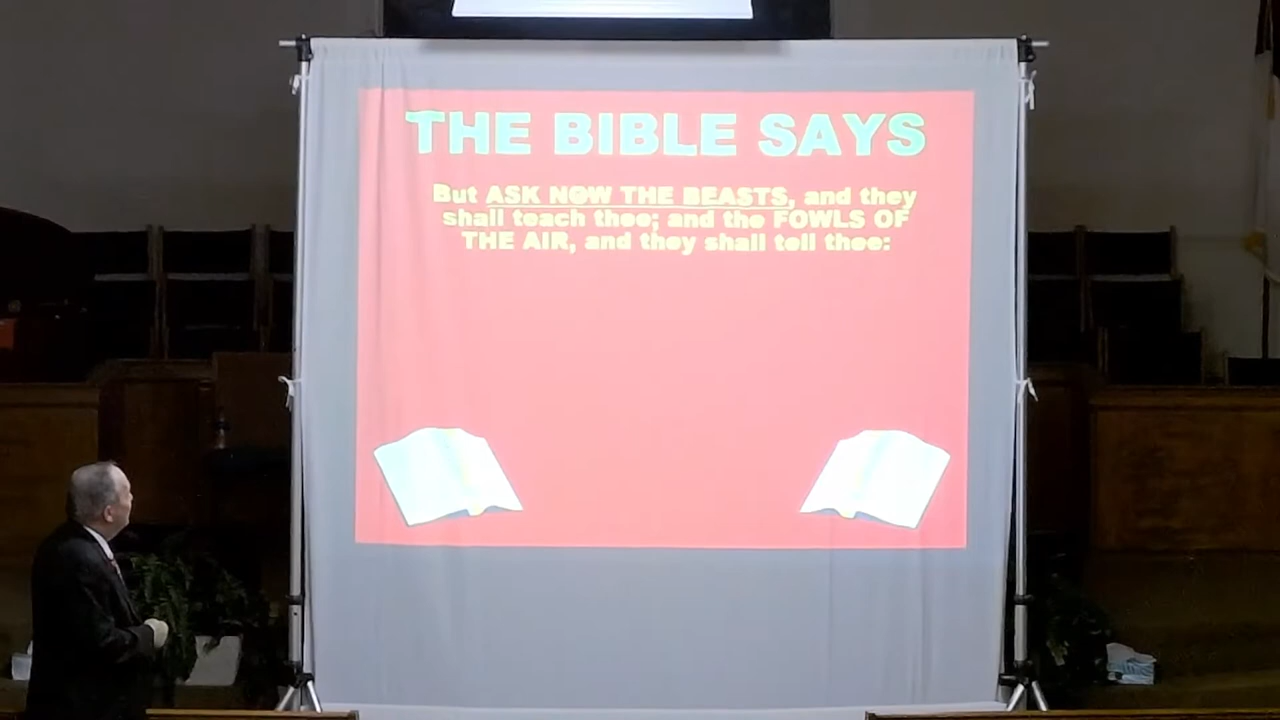 THE BIBLE SAYS
But ASK NOW THE BEASTS, and they
shall teach thee; and the FOWLS OF
THE AIR, and they shall tell thee: